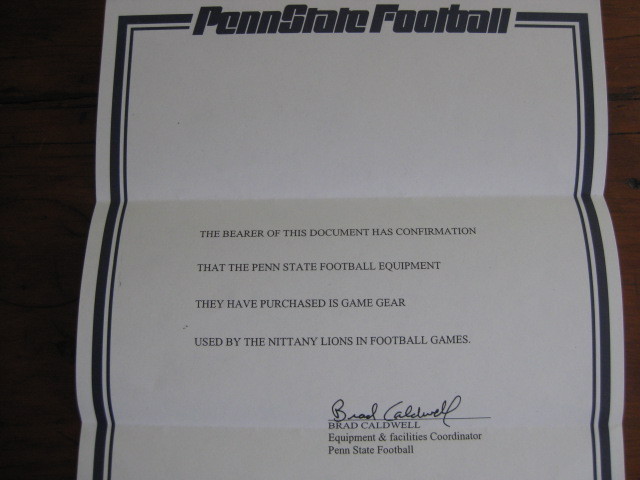 PennState Football
THE BEARER OF THIS DOCUMENT HAS CONFIRMATION
THAT THE PENN STATE FOOTBALL EQUIPMENT
THEY HAVE PURCHASED IS GAME GEAR
USED BY THE NITTANY LIONS IN FOOTBALL GAMES.
Brad Caldwell
BRAD CALDWELL
Equipment & facilities Coordinator
Penn State Football